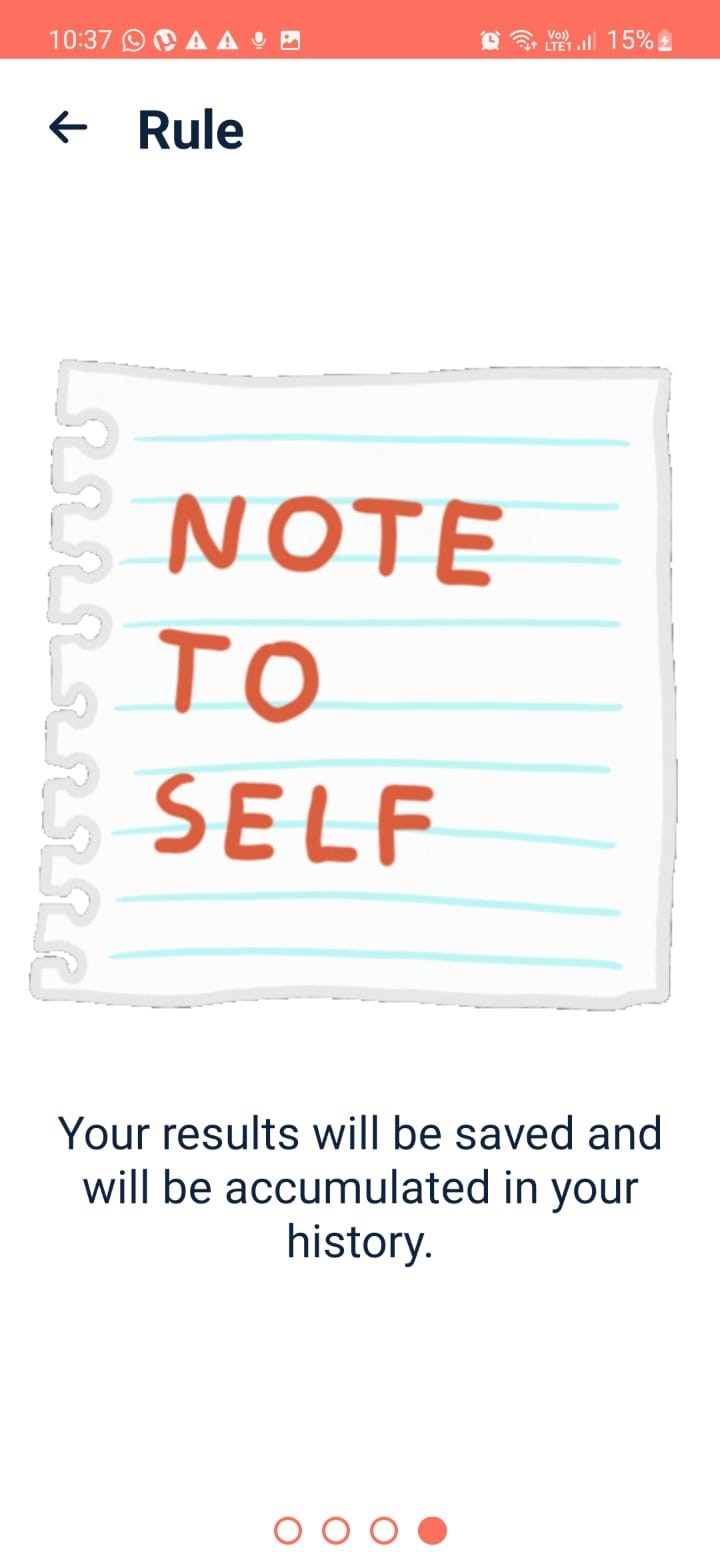 10:37 Vo)) LTE1 15%
Rule
NOTE
TO
SELF
Your results will be saved and
will be accumulated in your
history.